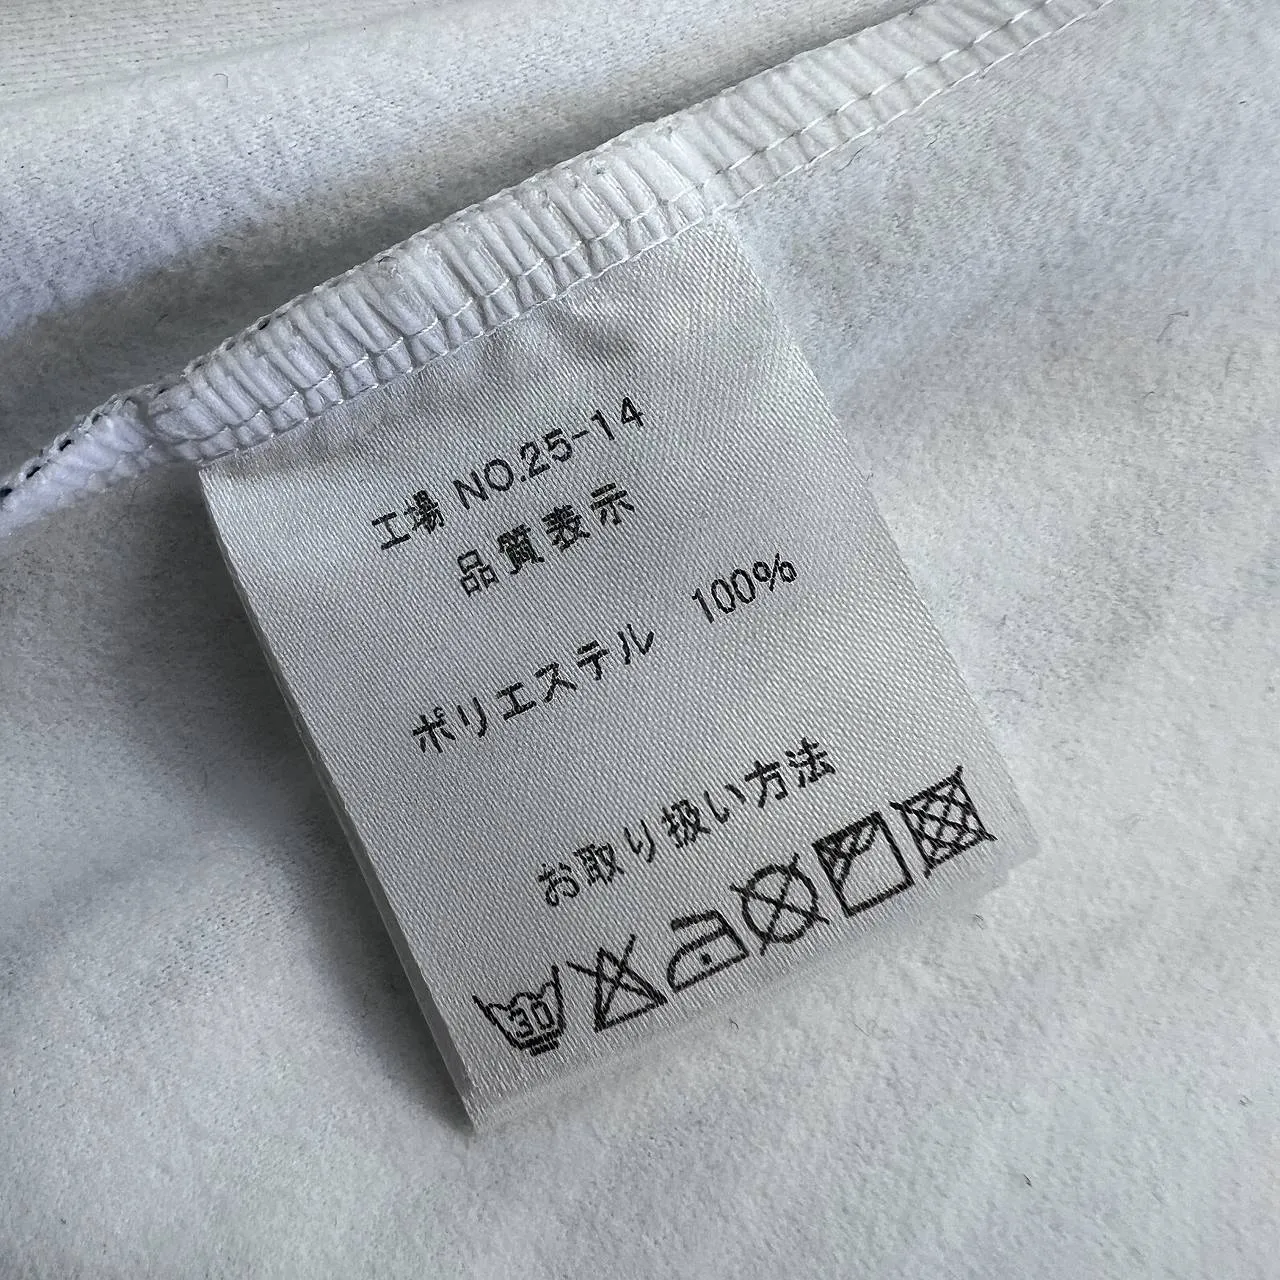 工場 NO.25-14
品質表示
ポリエステル 100%
お取り扱い方法
30